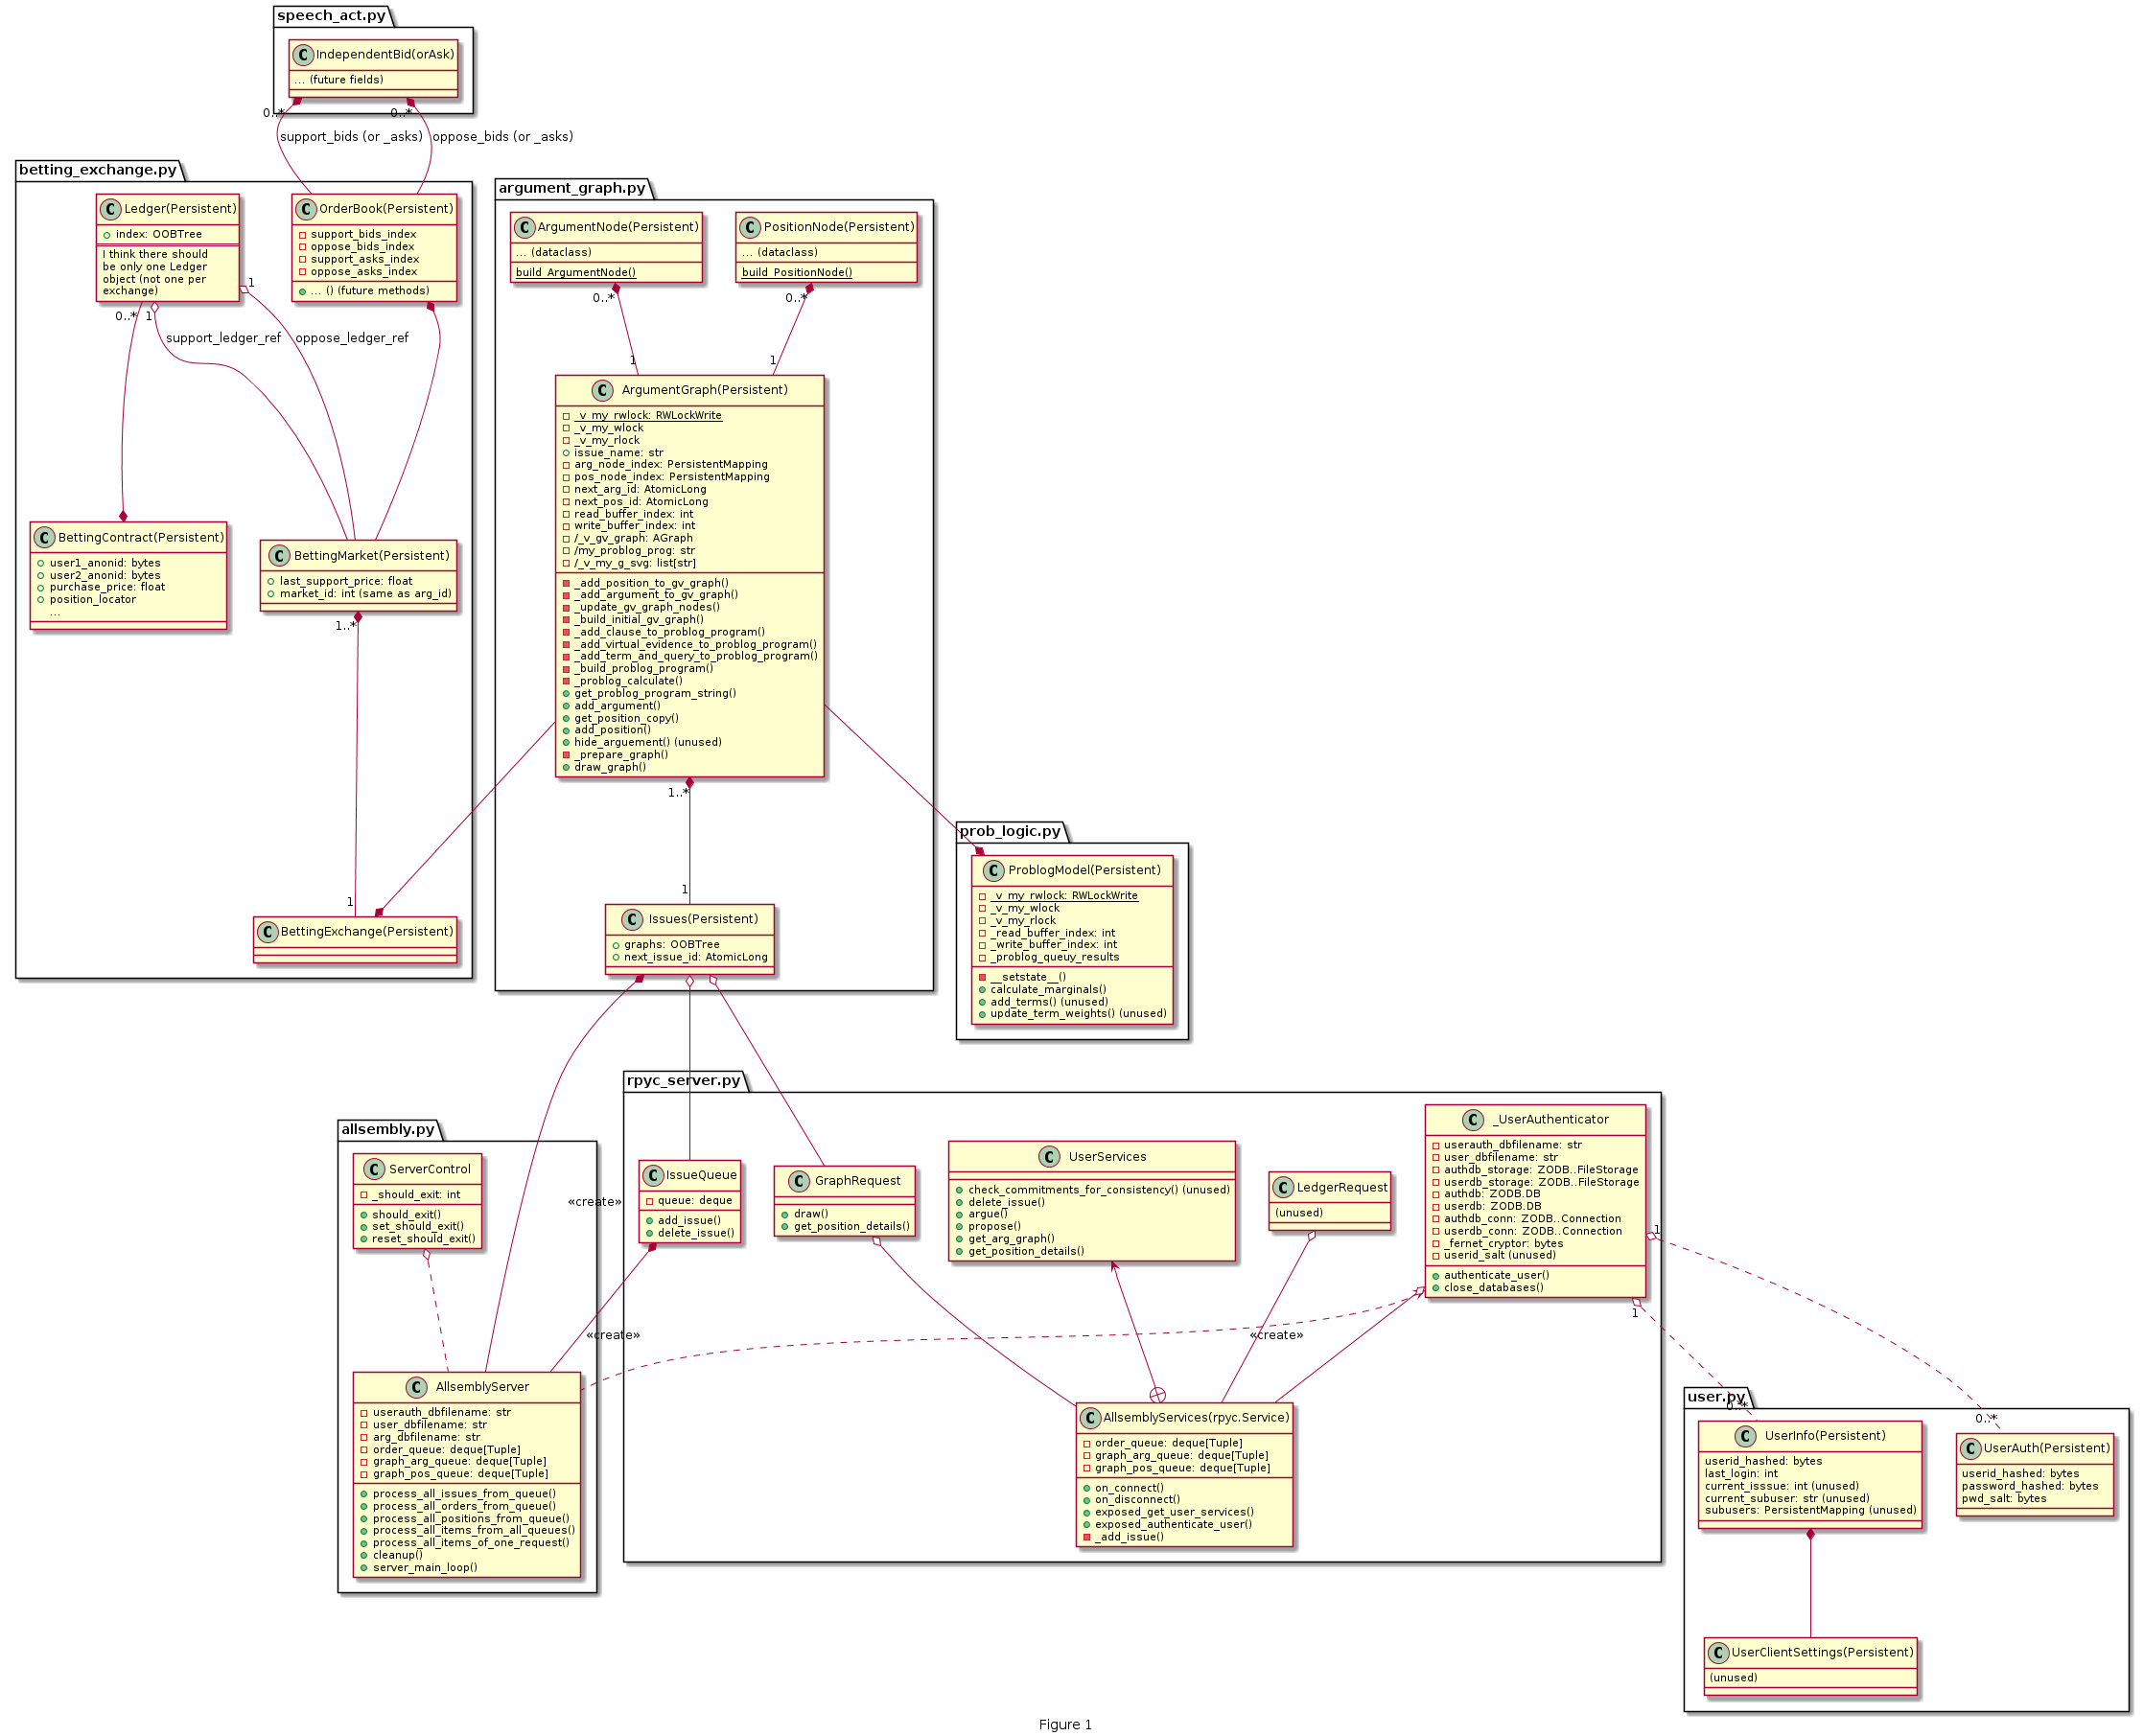 speech_act.py
C IndependentBid(orAsk)
... (future fields)
0..*
0..*
support_bids (or _asks)
oppose_bids (or _asks)
betting_exchange.py
C Ledger(Persistent)
index: OOBTree
I think there should
be only one Ledger
object (not one per
exchange)
C OrderBook(Persistent)
support_bids_index
oppose_bids_index
support_asks_index
oppose_asks_index
... () (future methods)
1
0..*
1
support_ledger_ref
oppose_ledger_ref
C BettingContract(Persistent)
user1_anonid: bytes
user2_anonid: bytes
purchase_price: float
position_locator
...
C BettingMarket(Persistent)
last_support_price: float
market_id: int (same as arg_id)
1..*
1
C BettingExchange(Persistent)
argument_graph.py
C ArgumentNode(Persistent)
... (dataclass)
build_ArgumentNode()
C PositionNode(Persistent)
... (dataclass)
build_PositionNode()
0..*
0..*
1
1
C ArgumentGraph(Persistent)
_v_my_rwlock: RWLockWrite
_v_my_wlock
_v_my_rlock
issue_name: str
arg_node_index: PersistentMapping
pos_node_index: PersistentMapping
next_arg_id: AtomicLong
next_pos_id: AtomicLong
read_buffer_index: int
write_buffer_index: int
/_v_gv_graph: AGraph
/my_problog_prog: str
/_v_my_g_svg: list[str]
_add_position_to_gv_graph()
_add_argument_to_gv_graph()
_update_gv_graph_nodes()
_build_initial_gv_graph()
_add_clause_to_problog_program()
_add_virtual_evidence_to_problog_program()
_add_term_and_query_to_problog_program()
_build_problog_program()
_problog_calculate()
get_problog_program_string()
add_argument()
get_position_copy()
add_position()
hide_arguement() (unused)
_prepare_graph()
draw_graph()
1..*
1
C Issues(Persistent)
graphs: OOBTree
next_issue_id: AtomicLong
prob_logic.py
C ProblogModel(Persistent)
_v_my_rwlock: RWLockWrite
_v_my_wlock
_v_my_rlock
_read_buffer_index: int
_write_buffer_index: int
_problog_queuy_results
__setstate__()
calculate_marginals()
add_terms() (unused)
update_term_weights() (unused)
allsembly.py
C ServerControl
_should_exit: int
should_exit()
set_should_exit()
reset_should_exit()
«create»
C AllsemblyServer
userauth_dbfilename: str
user_dbfilename: str
arg_dbfilename: str
order_queue: deque[Tuple]
graph_arg_queue: deque[Tuple]
graph_pos_queue: deque[Tuple]
process_all_issues_from_queue()
process_all_orders_from_queue()
process_all_positions_from_queue()
process_all_items_from_all_queues()
process_all_items_of_one_request()
cleanup()
server_main_loop()
rpyc_server.py
C IssueQueue
queue: deque
add_issue()
delete_issue()
«create»
C GraphRequest
draw()
get_position_details()
C UserServices
check_commitments_for_consistency() (unused)
delete_issue()
argue()
propose()
get_arg_graph()
get_position_details()
C LedgerRequest
(unused)
«create»
C _UserAuthenticator
userauth_dbfilename: str
user_dbfilename: str
authdb_storage: ZODB..FileStorage
userdb_storage: ZODB..FileStorage
authdb: ZODB.DB
userdb: ZODB.DB
authdb_conn: ZODB..Connection
userdb_conn: ZODB..Connection
_fernet_cryptor: bytes
userid_salt (unused)
authenticate_user()
close_databases()
1
1
C AllsemblyServices(rpyc.Service)
order_queue: deque[Tuple]
graph_arg_queue: deque[Tuple]
graph_pos_queue: deque[Tuple]
on_connect()
on_disconnect()
exposed_get_user_services()
exposed_authenticate_user()
_add_issue()
user.py
0..*
0..*
C UserInfo(Persistent)
userid_hashed: bytes
last_login: int
current_isssue: int (unused)
current_subuser: str (unused)
subusers: PersistentMapping (unused)
C UserAuth(Persistent)
userid_hashed: bytes
password_hashed: bytes
pwd_salt: bytes
C UserClientSettings(Persistent)
(unused)
Figure 1